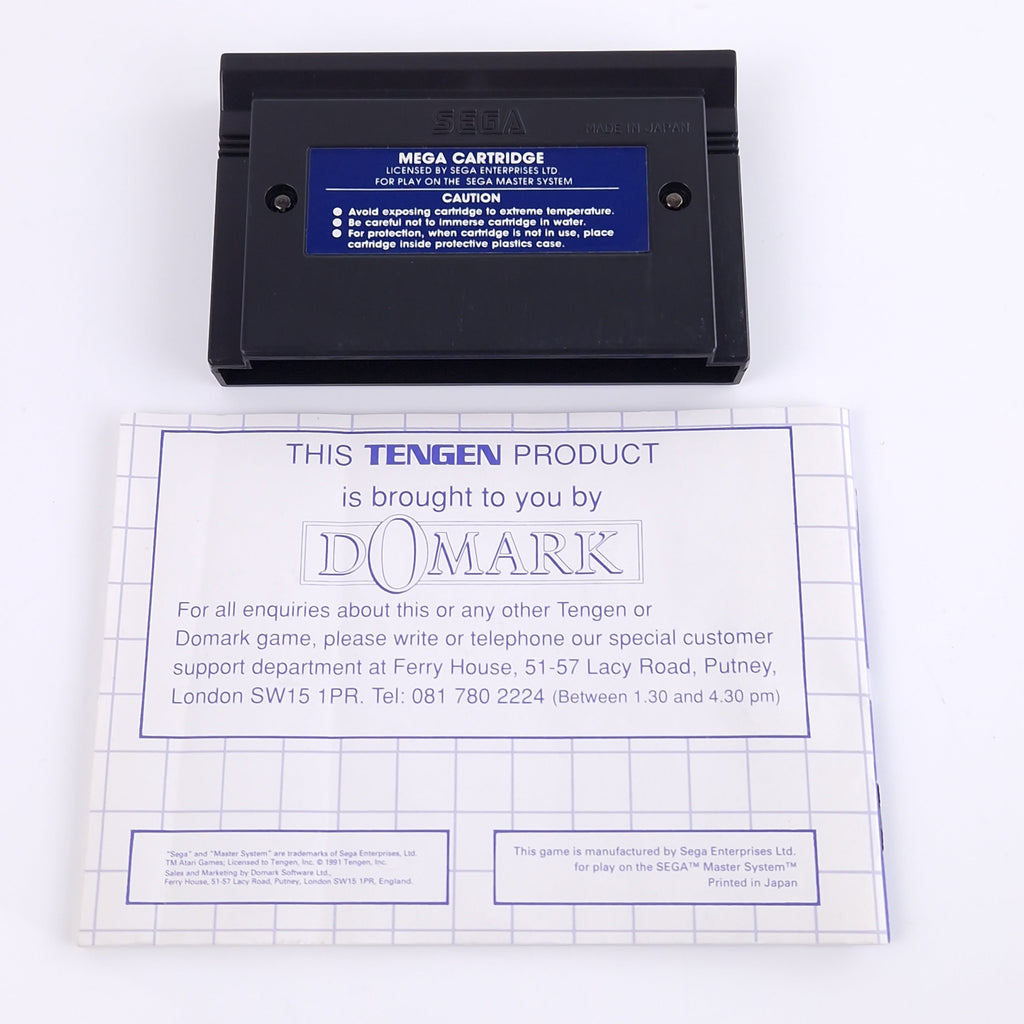 SEGA
MADE IN JAPAN
MEGA CARTRIDGE
LICENSED BY SEGA ENTERPRISES LTD
FOR PLAY ON THE SEGA MASTER SYSTEM
CAUTION
● Avoid exposing cartridge to extreme temperature.
● Be careful not to immerse cartridge in water.
● For protection, when cartridge is not in use, place
cartridge inside protective plastics case.
THIS TENGEN PRODUCT
is brought to you by
DOMARK
For all enquiries about this or any other Tengen or
Domark game, please write or telephone our special customer
support department at Ferry House, 51-57 Lacy Road, Putney,
London SW15 1PR. Tel: 081 780 2224 (Between 1.30 and 4.30 pm)
"Sega" and "Master System" are trademarks of Sega Enterprises, Ltd.
TM Atari Games; Licensed to Tengen, Inc. © 1991 Tengen, Inc.
Sales and Marketing by Domark Software Ltd.,
Ferry House, 51-57 Lacy Road, Putney, London SW15 1PR, England.
This game is manufactured by Sega Enterprises Ltd.
for play on the SEGA™ Master System™
Printed in Japan